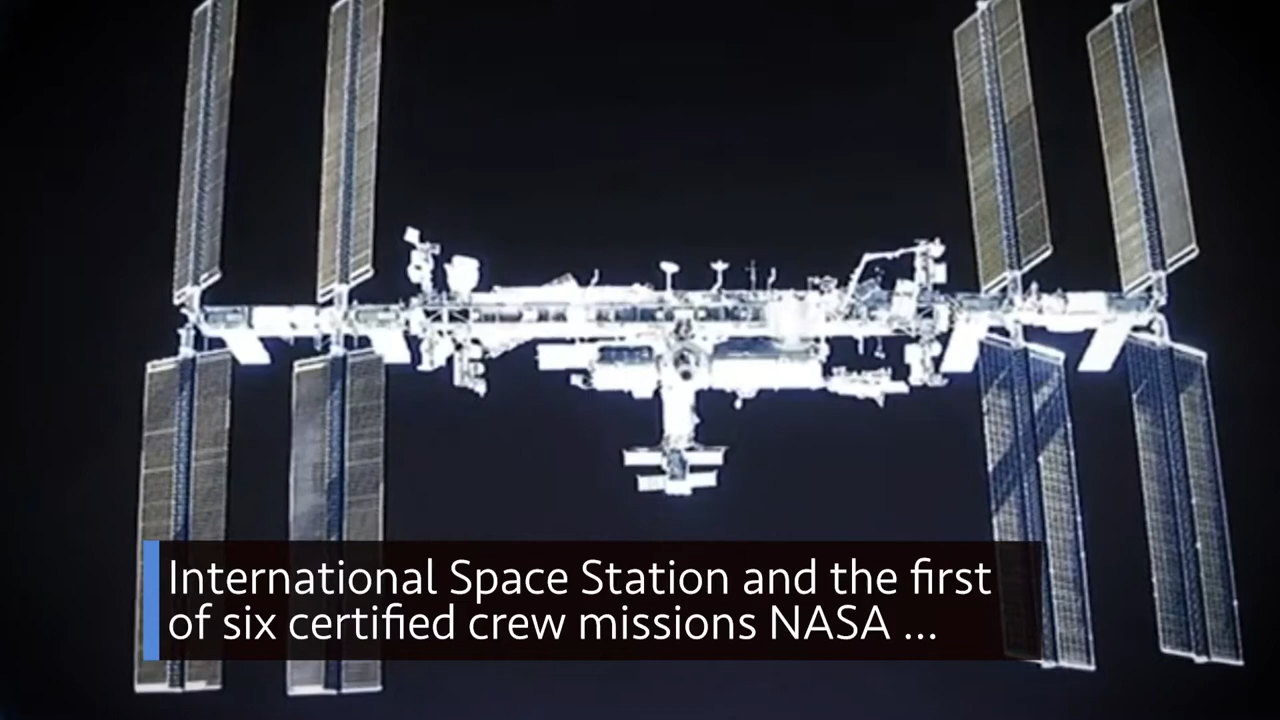 International Space Station and the first
of six certified crew missions NASA ...